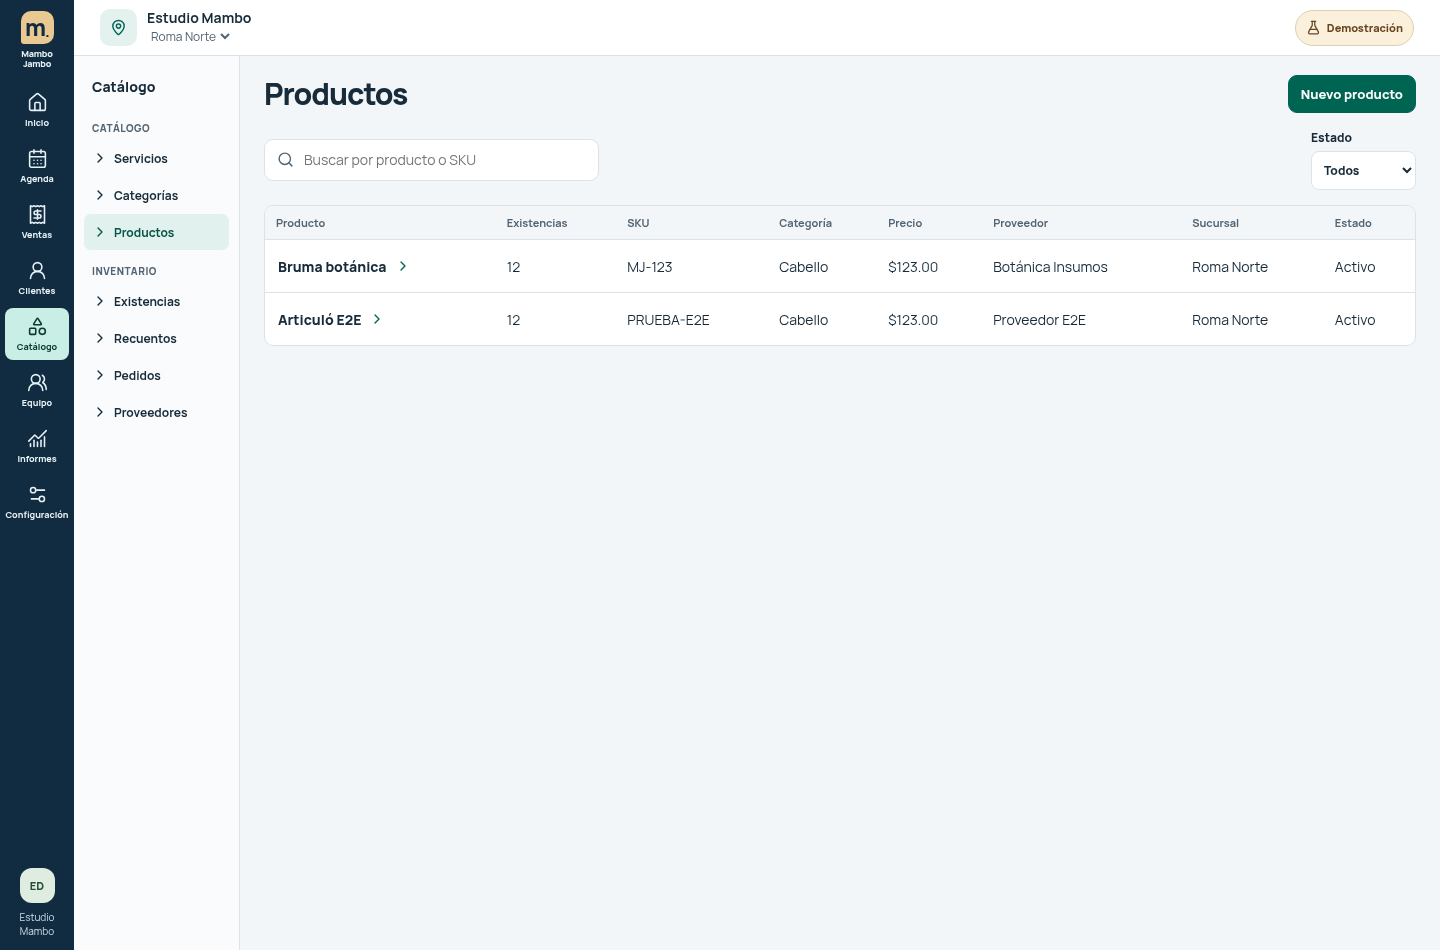 m.
Mambo
Jambo
Inicio
Agenda
Ventas
Clientes
Catálogo
Equipo
Informes
Configuración
ED
Estudio
Mambo
Estudio Mambo
Roma Norte
Demostración
Catálogo
CATÁLOGO
Servicios
Categorías
Productos
INVENTARIO
Existencias
Recuentos
Pedidos
Proveedores
Productos
Nuevo producto
Buscar por producto o SKU
Estado
Todos
Producto Existencias SKU Categoría Precio Proveedor Sucursal Estado
Bruma botánica 12 MJ-123 Cabello $123.00 Botánica Insumos Roma Norte Activo
Articuló E2E 12 PRUEBA-E2E Cabello $123.00 Proveedor E2E Roma Norte Activo